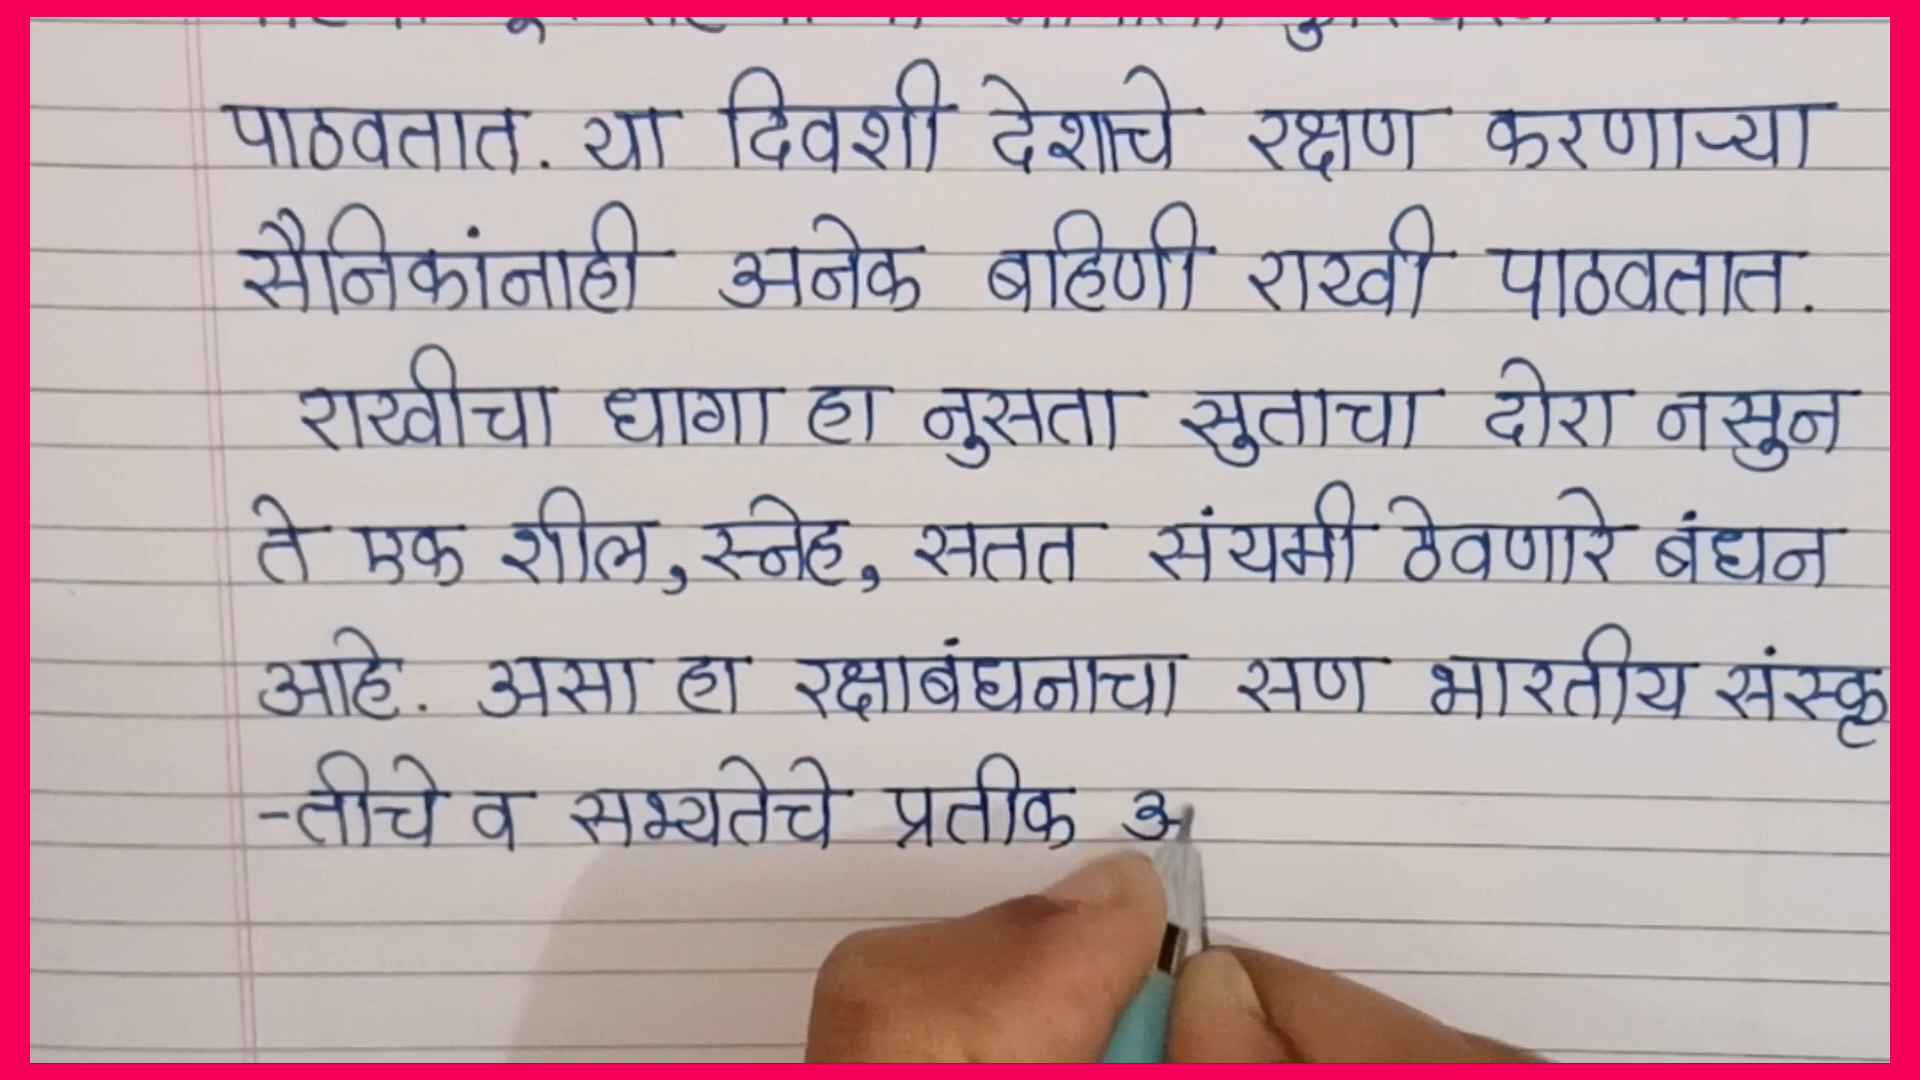 पाठवतात. या दिवशी देशाचे रक्षण करणाऱ्या
सैनिकांनाही अनेक बहिणी राखी पाठवतात.
राखीचा धागा हा नुसता सुताचा दोरा नसून
ते एक शील, स्नेह, सतत संयमी ठेवणारे बंधन
आहे. असा हा रक्षाबंधनाचा सण भारतीय संस्कृ
-तीचे व सभ्यतेचे प्रतीक अ